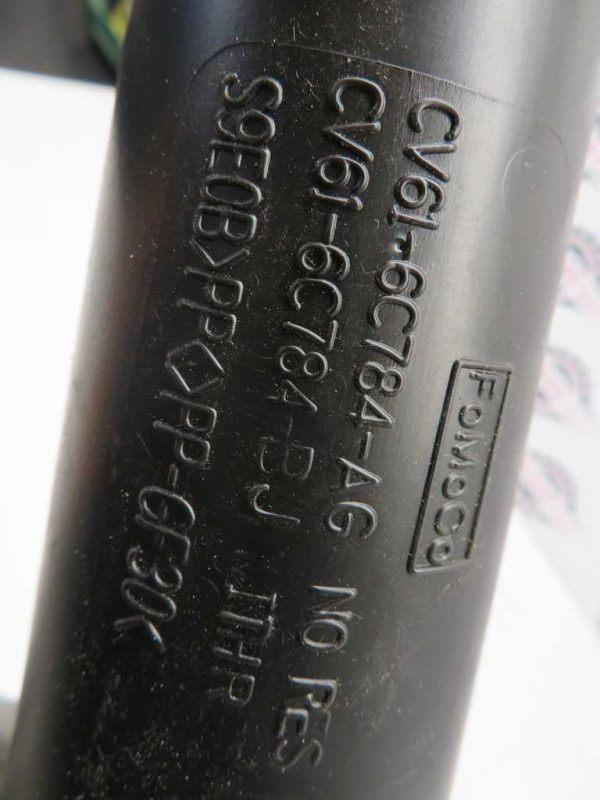 FoMoCo
CV61-6C784-AG NO RES
CV61-6C784-BJ W ITHR
S9E0B>PP<>PP-GF30<